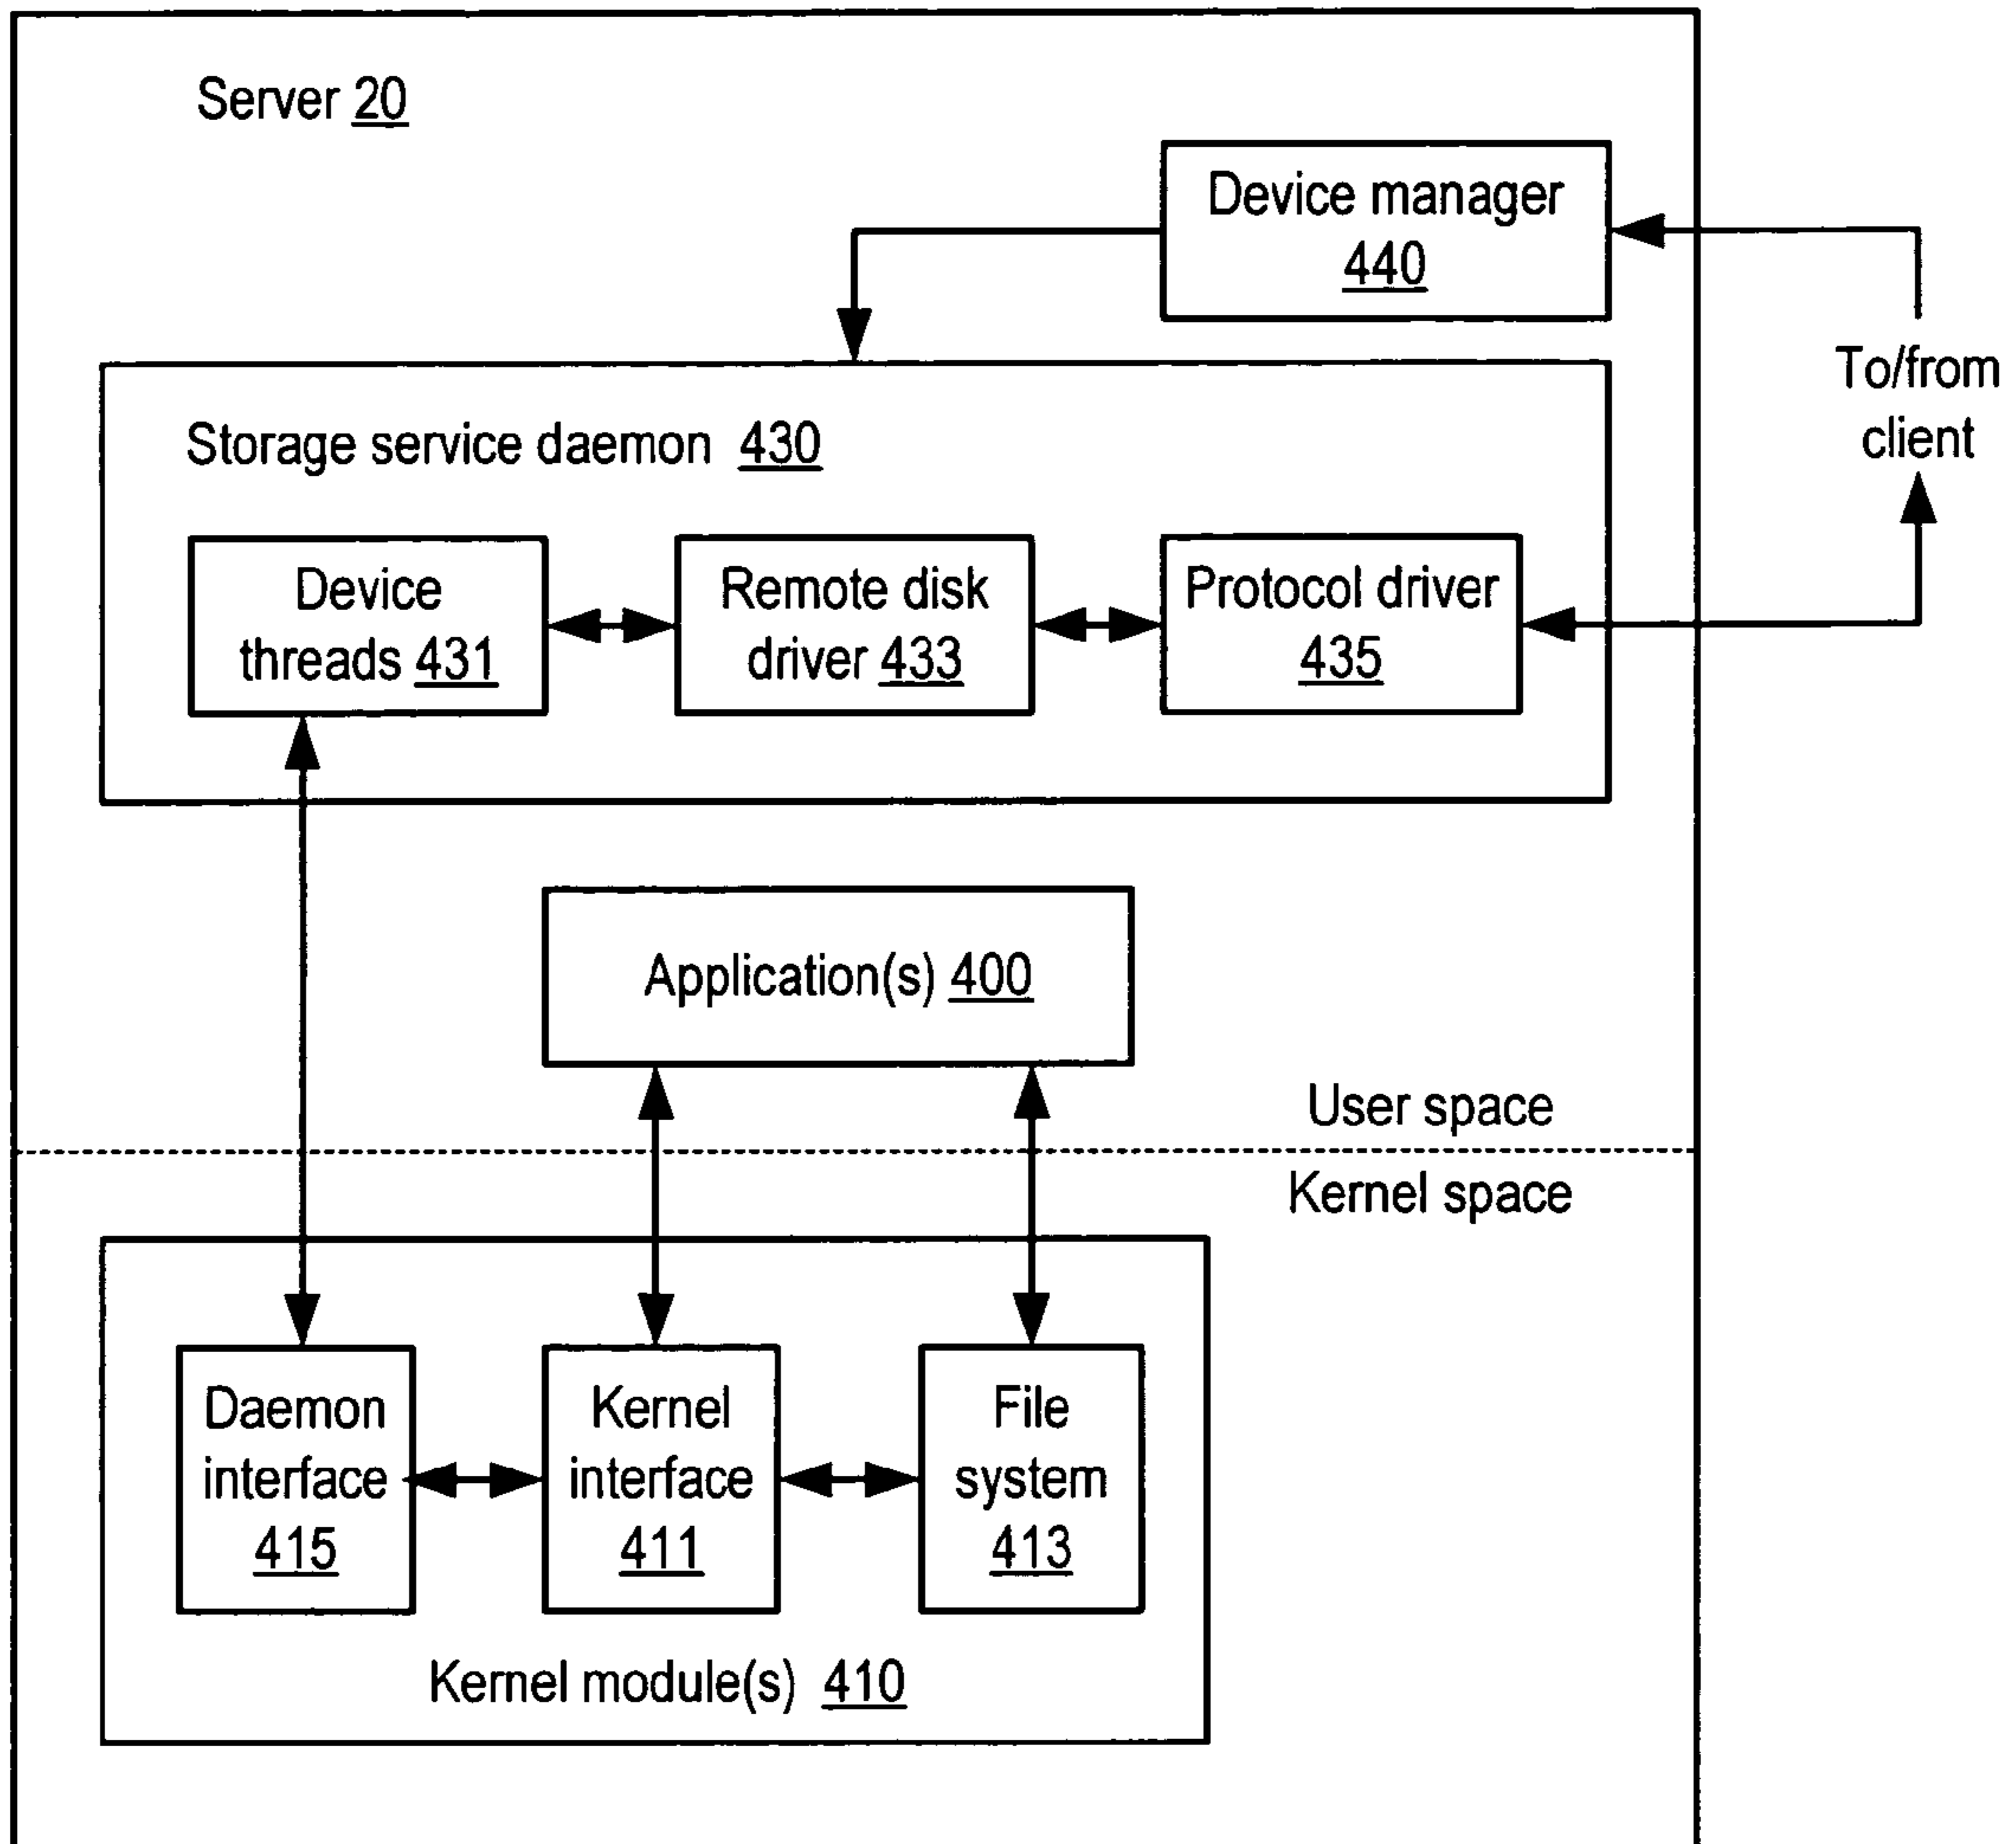 Server 20
Device manager
440
To/from
client
Storage service daemon 430
Device
threads 431
Remote disk
driver 433
Protocol driver
435
Application(s) 400
User space
Kernel space
Daemon
interface
415
Kernel
interface
411
File
system
413
Kernel module(s) 410